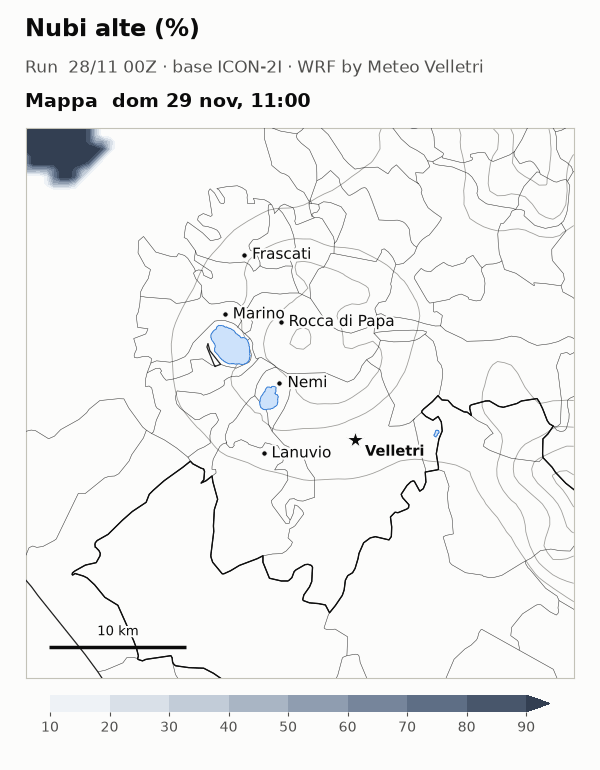 Nubi alte (%)
Run  28/11 00Z · base ICON-2I · WRF by Meteo Velletri
Mappa  dom 29 nov, 11:00
Frascati
Marino
Rocca di Papa
Nemi
Lanuvio
Velletri
10 km
10 20 30 40 50 60 70 80 90